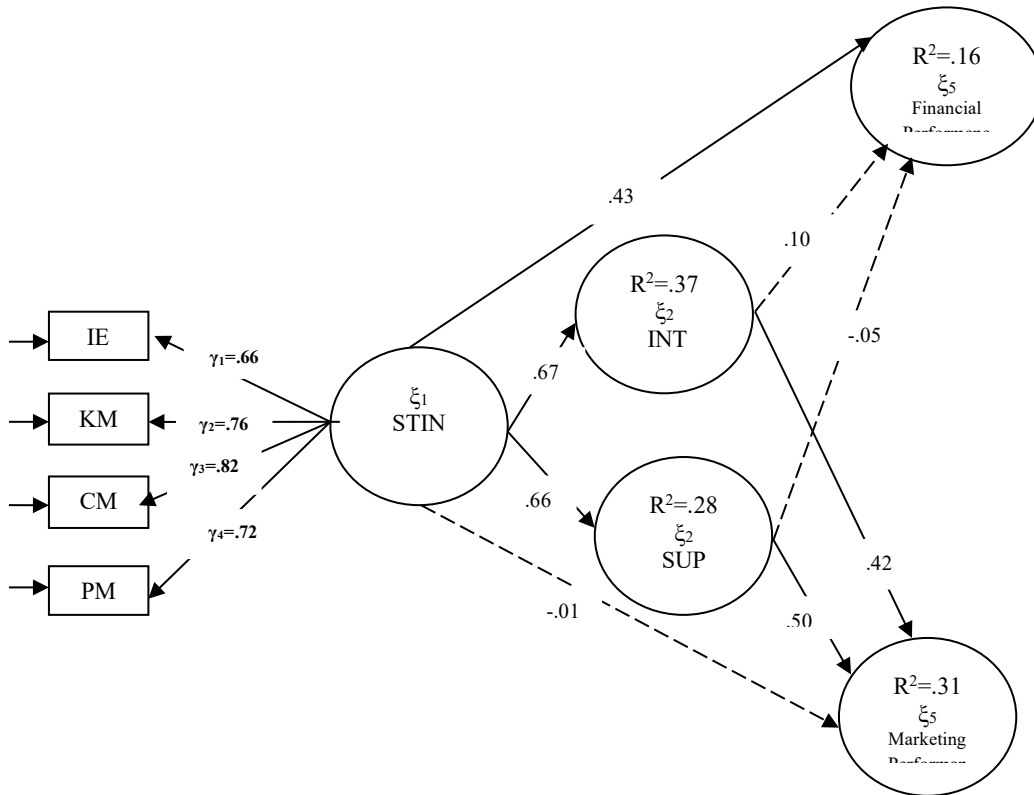 R²=.16
ξ5
Financial
.43
.10
R²=.37
ξ2
INT
-.05
IE
γ1=.66
.67
KM
γ2=.76
ξ1
STIN
γ3=.82
CM
.66
R²=.28
ξ2
SUP
γ4=.72
PM
-.01
.42
.50
R²=.31
ξ5
Marketing